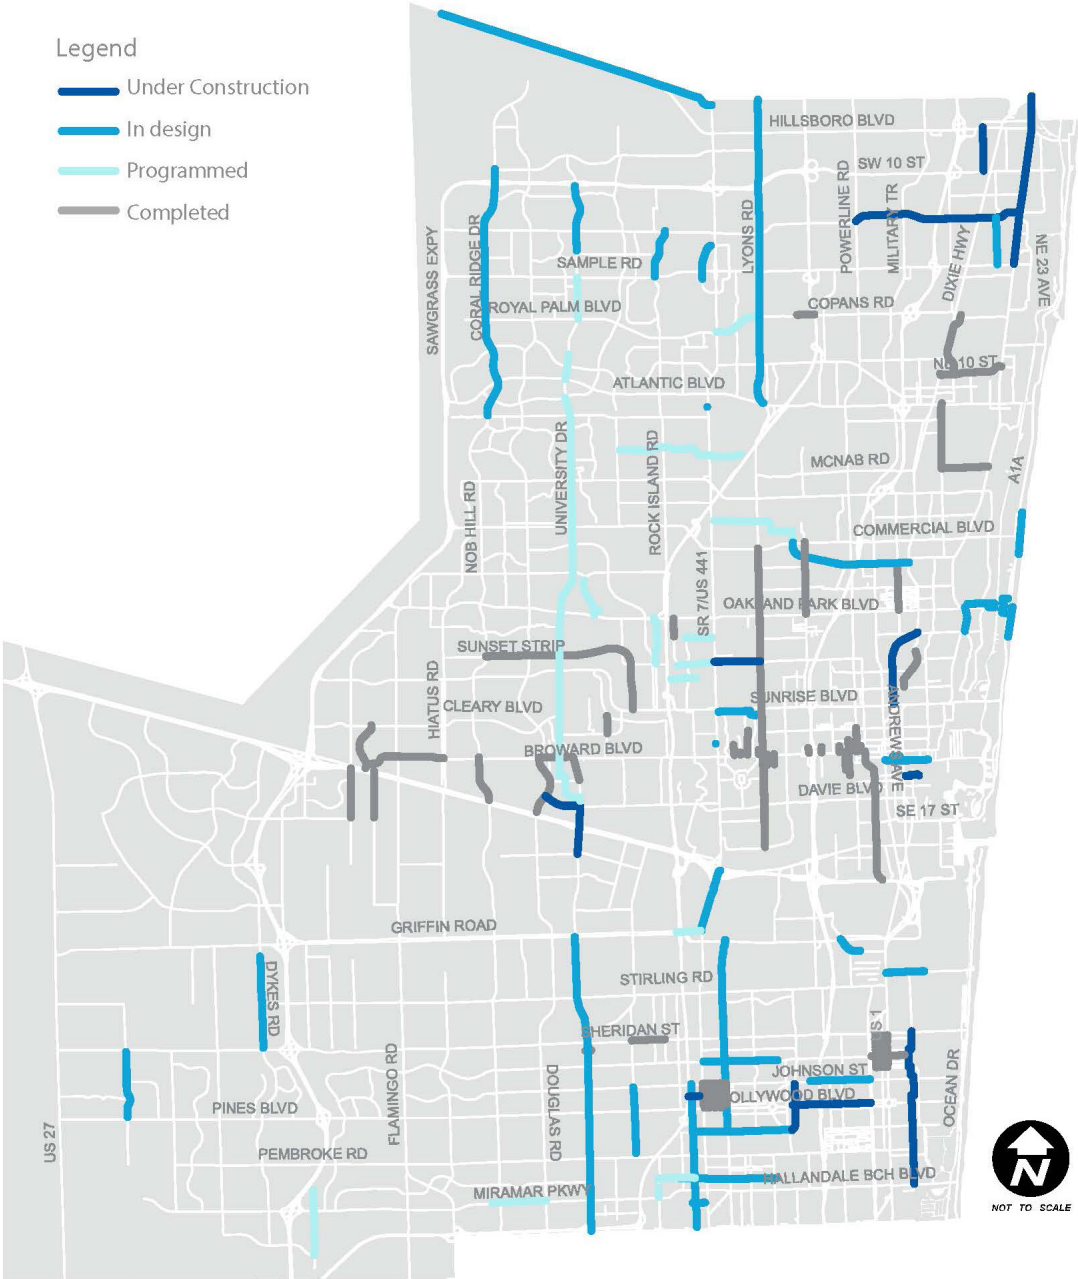 Legend
Under Construction
In design
Programmed
Completed
HILLSBORO BLVD
SW 10 ST
POWERLINE RD
MILITARY TR
LYONS RD
DIXIE HWY
NE 23 AVE
SAWGRASS EXPY
CORAL RIDGE DR
SAMPLE RD
ROYAL PALM BLVD
COPANS RD
NE 10 ST
ATLANTIC BLVD
UNIVERSITY DR
ROCK ISLAND RD
MCNAB RD
A1A
NOB HILL RD
COMMERCIAL BLVD
SR 7/US 441
OAKLAND PARK BLVD
SUNSET STRIP
HIATUS RD
CLEARY BLVD
SUNRISE BLVD
ANDREWS AVE
BROWARD BLVD
DAVIE BLVD
SE 17 ST
GRIFFIN ROAD
STIRLING RD
DYKES RD
SHERIDAN ST
US 1
JOHNSON ST
OLLYWOOD BLVD
FLAMINGO RD
DOUGLAS RD
OCEAN DR
PINES BLVD
US 27
PEMBROKE RD
HALLANDALE BCH BLVD
MIRAMAR PKWY
N
NOT TO SCALE